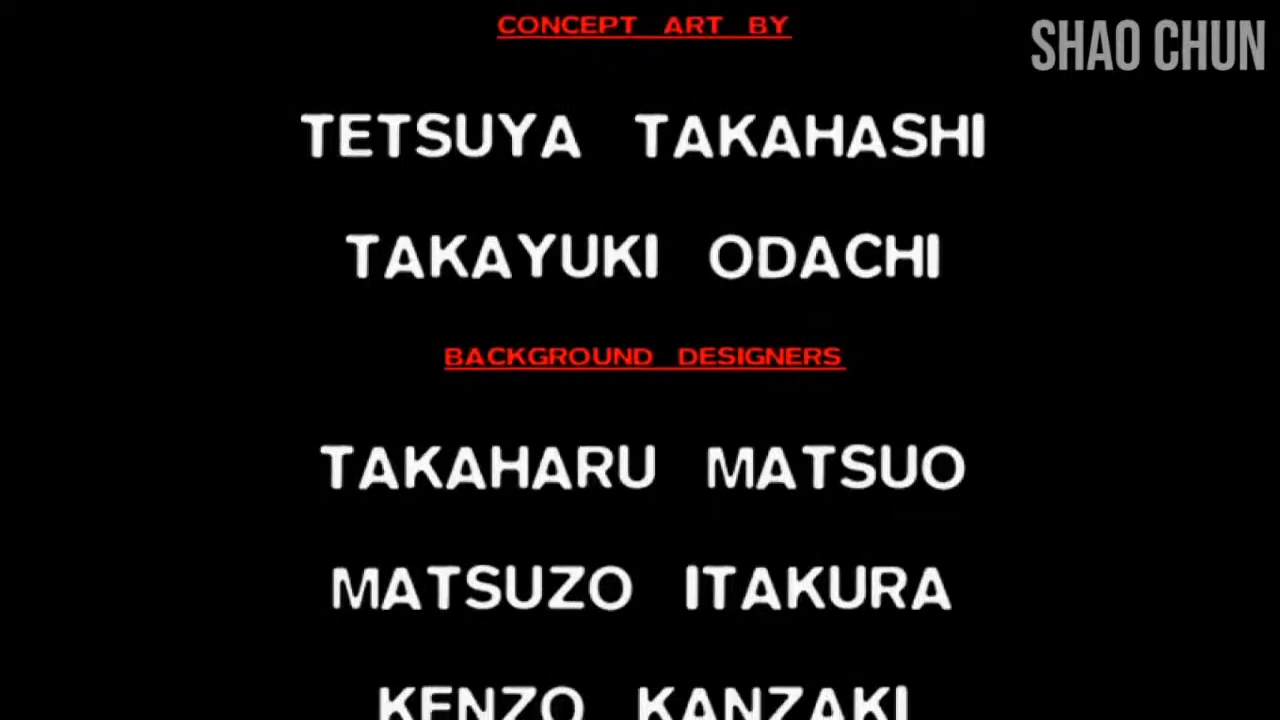 CONCEPT ART BY
SHAO CHUN
TETSUYA TAKAHASHI
TAKAYUKI ODACHI
BACKGROUND DESIGNERS
TAKAHARU MATSUO
MATSUZO ITAKURA
KENZO KANZAKI